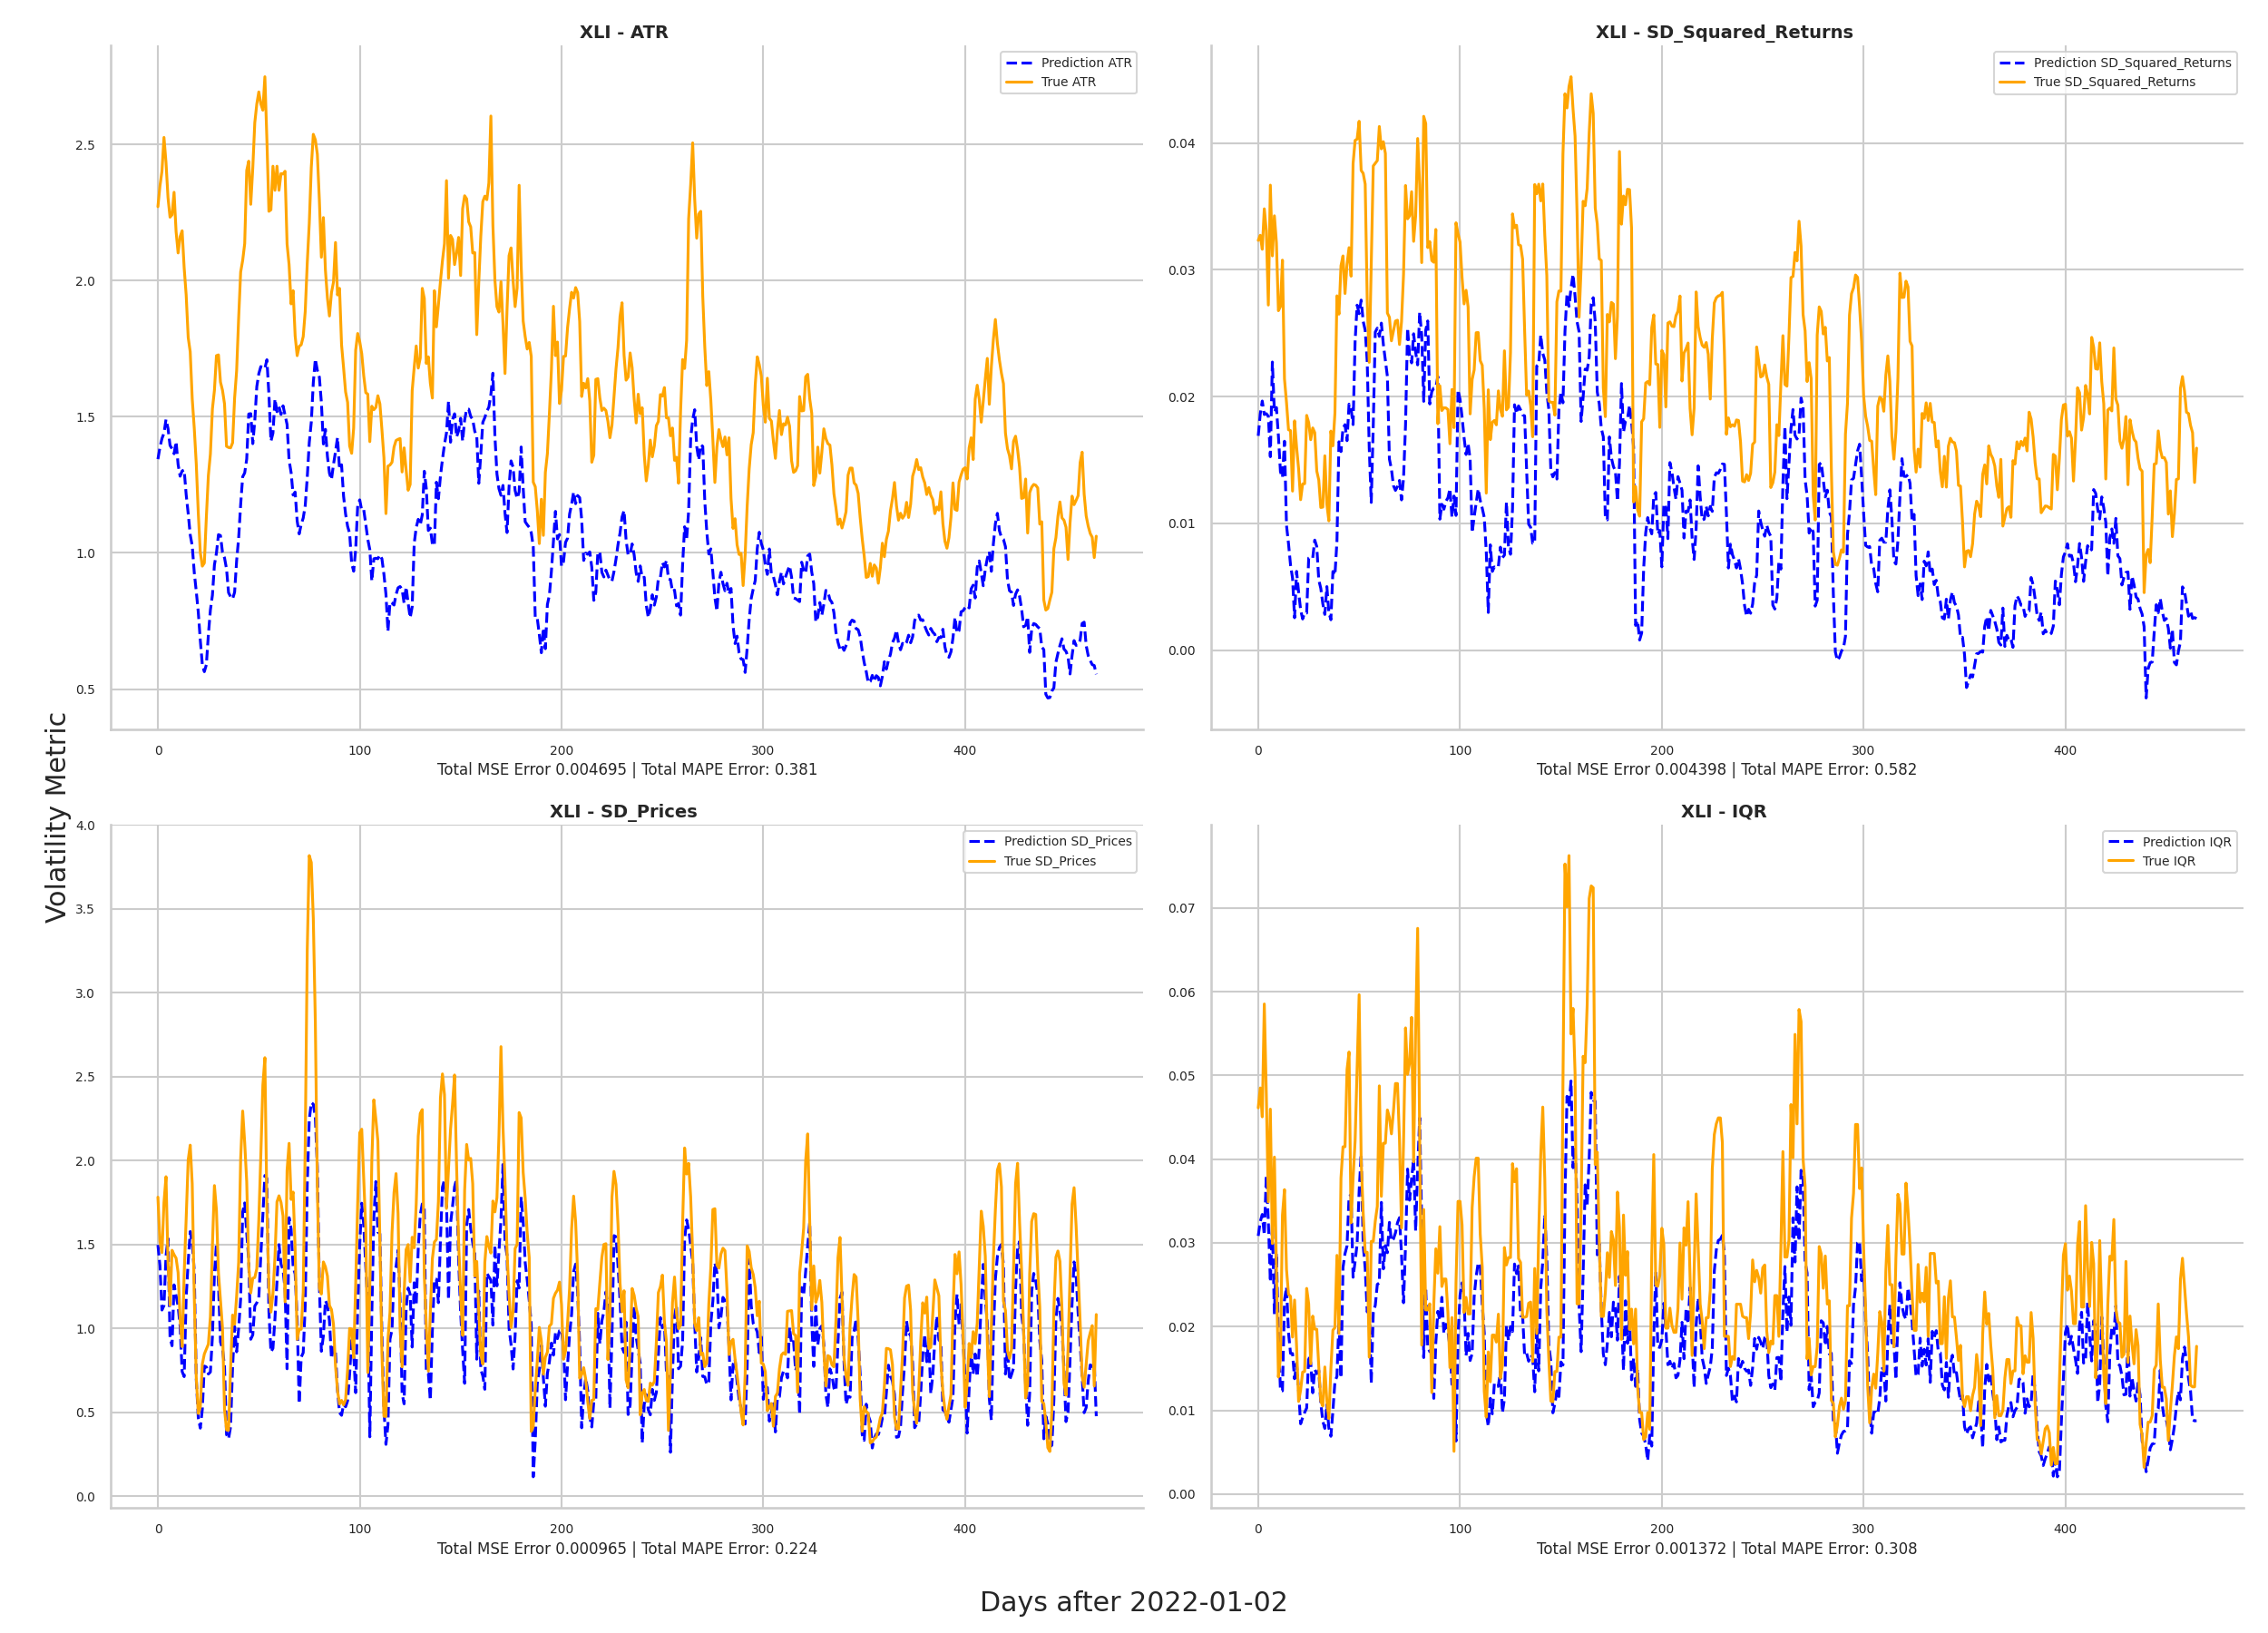 XLI - ATR
Prediction ATR
True ATR
2.5
2.0
1.5
1.0
0.5
0 100 200 300 400
Total MSE Error 0.004695 | Total MAPE Error: 0.381
XLI - SD_Squared_Returns
Prediction SD_Squared_Returns
True SD_Squared_Returns
0.04
0.03
0.02
0.01
0.00
0 100 200 300 400
Total MSE Error 0.004398 | Total MAPE Error: 0.582
Volatility Metric
XLI - SD_Prices
Prediction SD_Prices
True SD_Prices
4.0
3.5
3.0
2.5
2.0
1.5
1.0
0.5
0.0
0 100 200 300 400
Total MSE Error 0.000965 | Total MAPE Error: 0.224
XLI - IQR
Prediction IQR
True IQR
0.07
0.06
0.05
0.04
0.03
0.02
0.01
0.00
0 100 200 300 400
Total MSE Error 0.001372 | Total MAPE Error: 0.308
Days after 2022-01-02